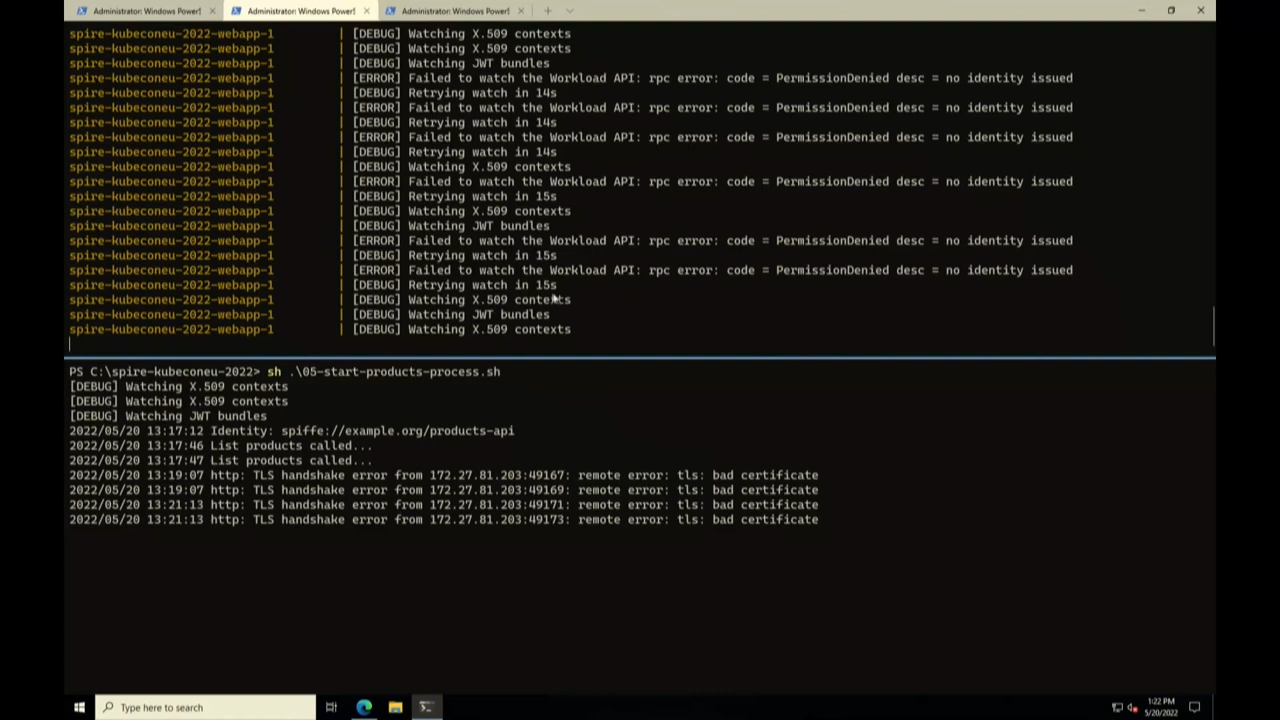 Administrator: Windows PowerS
Administrator: Windows PowerS
Administrator: Windows PowerS
spire-kubeconeu-2022-webapp-1 | [DEBUG] Watching X.509 contexts
spire-kubeconeu-2022-webapp-1 | [DEBUG] Watching X.509 contexts
spire-kubeconeu-2022-webapp-1 | [DEBUG] Watching JWT bundles
spire-kubeconeu-2022-webapp-1 | [ERROR] Failed to watch the Workload API: rpc error: code = PermissionDenied desc = no identity issued
spire-kubeconeu-2022-webapp-1 | [DEBUG] Retrying watch in 14s
spire-kubeconeu-2022-webapp-1 | [ERROR] Failed to watch the Workload API: rpc error: code = PermissionDenied desc = no identity issued
spire-kubeconeu-2022-webapp-1 | [DEBUG] Retrying watch in 14s
spire-kubeconeu-2022-webapp-1 | [ERROR] Failed to watch the Workload API: rpc error: code = PermissionDenied desc = no identity issued
spire-kubeconeu-2022-webapp-1 | [DEBUG] Retrying watch in 14s
spire-kubeconeu-2022-webapp-1 | [DEBUG] Watching X.509 contexts
spire-kubeconeu-2022-webapp-1 | [ERROR] Failed to watch the Workload API: rpc error: code = PermissionDenied desc = no identity issued
spire-kubeconeu-2022-webapp-1 | [DEBUG] Retrying watch in 15s
spire-kubeconeu-2022-webapp-1 | [DEBUG] Watching X.509 contexts
spire-kubeconeu-2022-webapp-1 | [DEBUG] Watching JWT bundles
spire-kubeconeu-2022-webapp-1 | [ERROR] Failed to watch the Workload API: rpc error: code = PermissionDenied desc = no identity issued
spire-kubeconeu-2022-webapp-1 | [DEBUG] Retrying watch in 15s
spire-kubeconeu-2022-webapp-1 | [ERROR] Failed to watch the Workload API: rpc error: code = PermissionDenied desc = no identity issued
spire-kubeconeu-2022-webapp-1 | [DEBUG] Retrying watch in 15s
spire-kubeconeu-2022-webapp-1 | [DEBUG] Watching X.509 contexts
spire-kubeconeu-2022-webapp-1 | [DEBUG] Watching JWT bundles
spire-kubeconeu-2022-webapp-1 | [DEBUG] Watching X.509 contexts
PS C:\spire-kubeconeu-2022> sh .\05-start-products-process.sh
[DEBUG] Watching X.509 contexts
[DEBUG] Watching X.509 contexts
[DEBUG] Watching JWT bundles
2022/05/20 13:17:12 Identity: spiffe://example.org/products-api
2022/05/20 13:17:46 List products called...
2022/05/20 13:17:47 List products called...
2022/05/20 13:19:07 http: TLS handshake error from 172.27.81.203:49167: remote error: tls: bad certificate
2022/05/20 13:19:07 http: TLS handshake error from 172.27.81.203:49169: remote error: tls: bad certificate
2022/05/20 13:21:13 http: TLS handshake error from 172.27.81.203:49171: remote error: tls: bad certificate
2022/05/20 13:21:13 http: TLS handshake error from 172.27.81.203:49173: remote error: tls: bad certificate
Type here to search
1:22 PM
5/20/2022